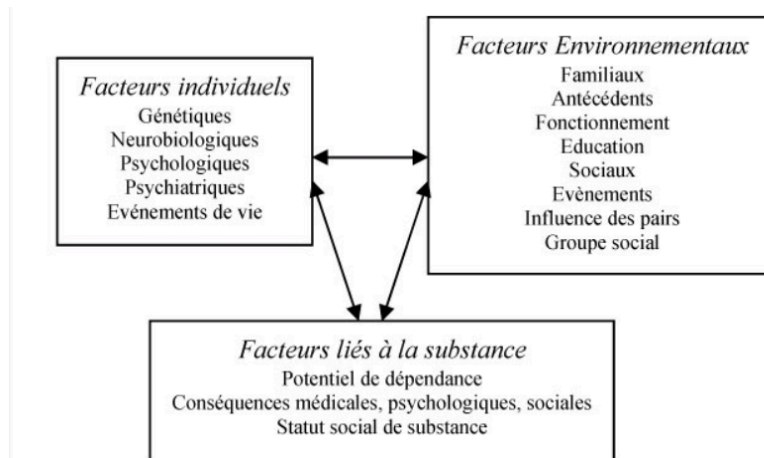 Facteurs individuels
Génétiques
Neurobiologiques
Psychologiques
Psychiatriques
Evénements de vie
Facteurs Environnementaux
Familiaux
Antécédents
Fonctionnement
Education
Sociaux
Evènements
Influence des pairs
Groupe social
Facteurs liés à la substance
Potentiel de dépendance
Conséquences médicales, psychologiques, sociales
Statut social de substance